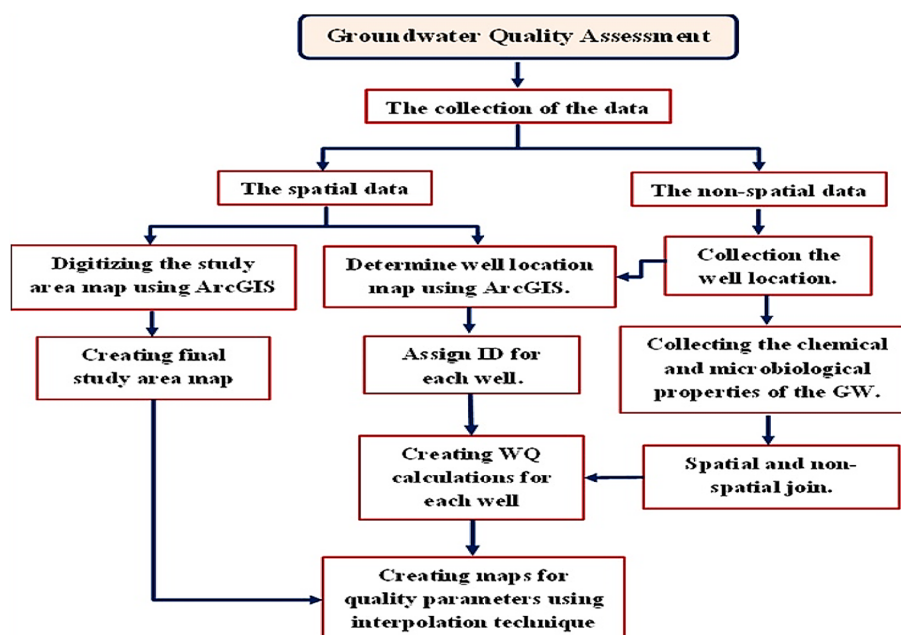 Groundwater Quality Assessment
The collection of the data
The spatial data
The non-spatial data
Digitizing the study
area map using ArcGIS
Determine well location
map using ArcGIS.
Collection the
well location.
Creating final
study area map
Assign ID for
each well.
Collecting the chemical
and microbiological
properties of the GW.
Creating WQ
calculations for
each well
Spatial and non-
spatial join.
Creating maps for
quality parameters using
interpolation technique